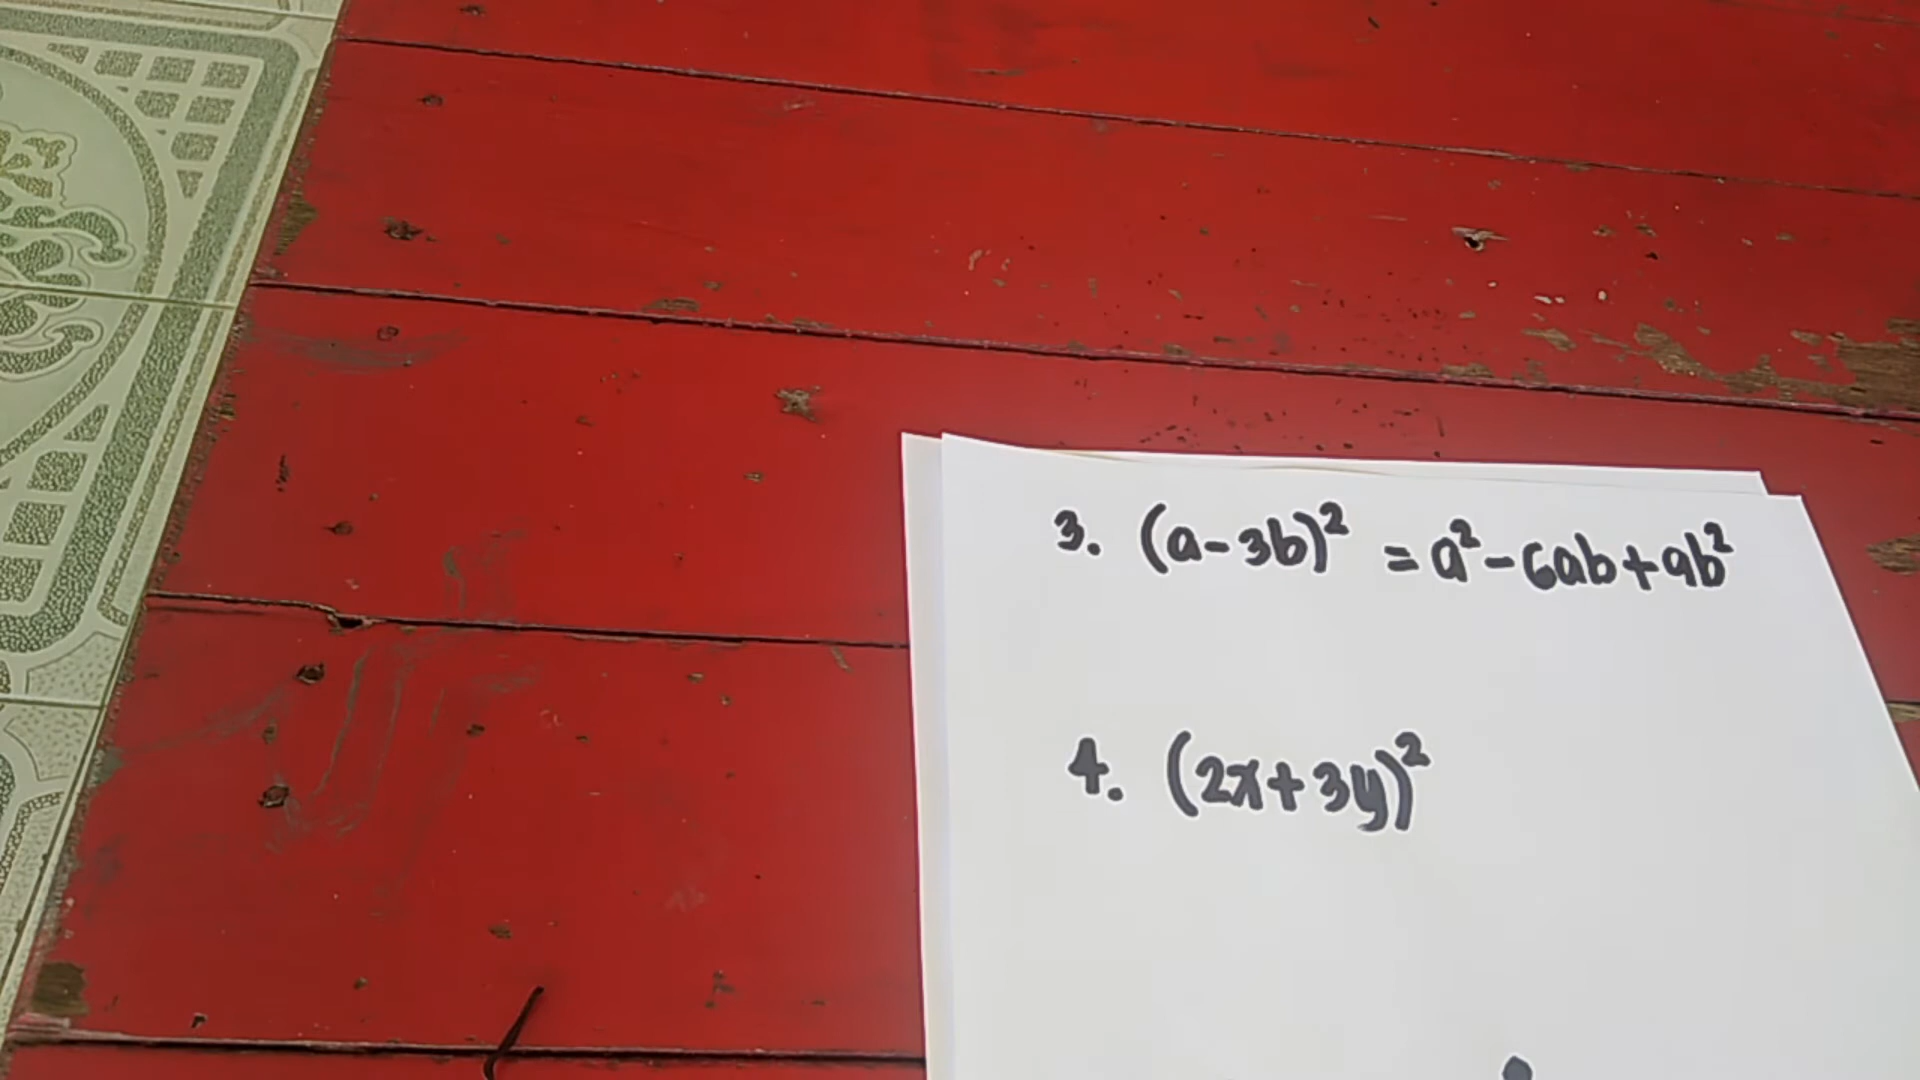 3. (a-3b)² = a²-6ab+9b²
4. (2x+3y)²